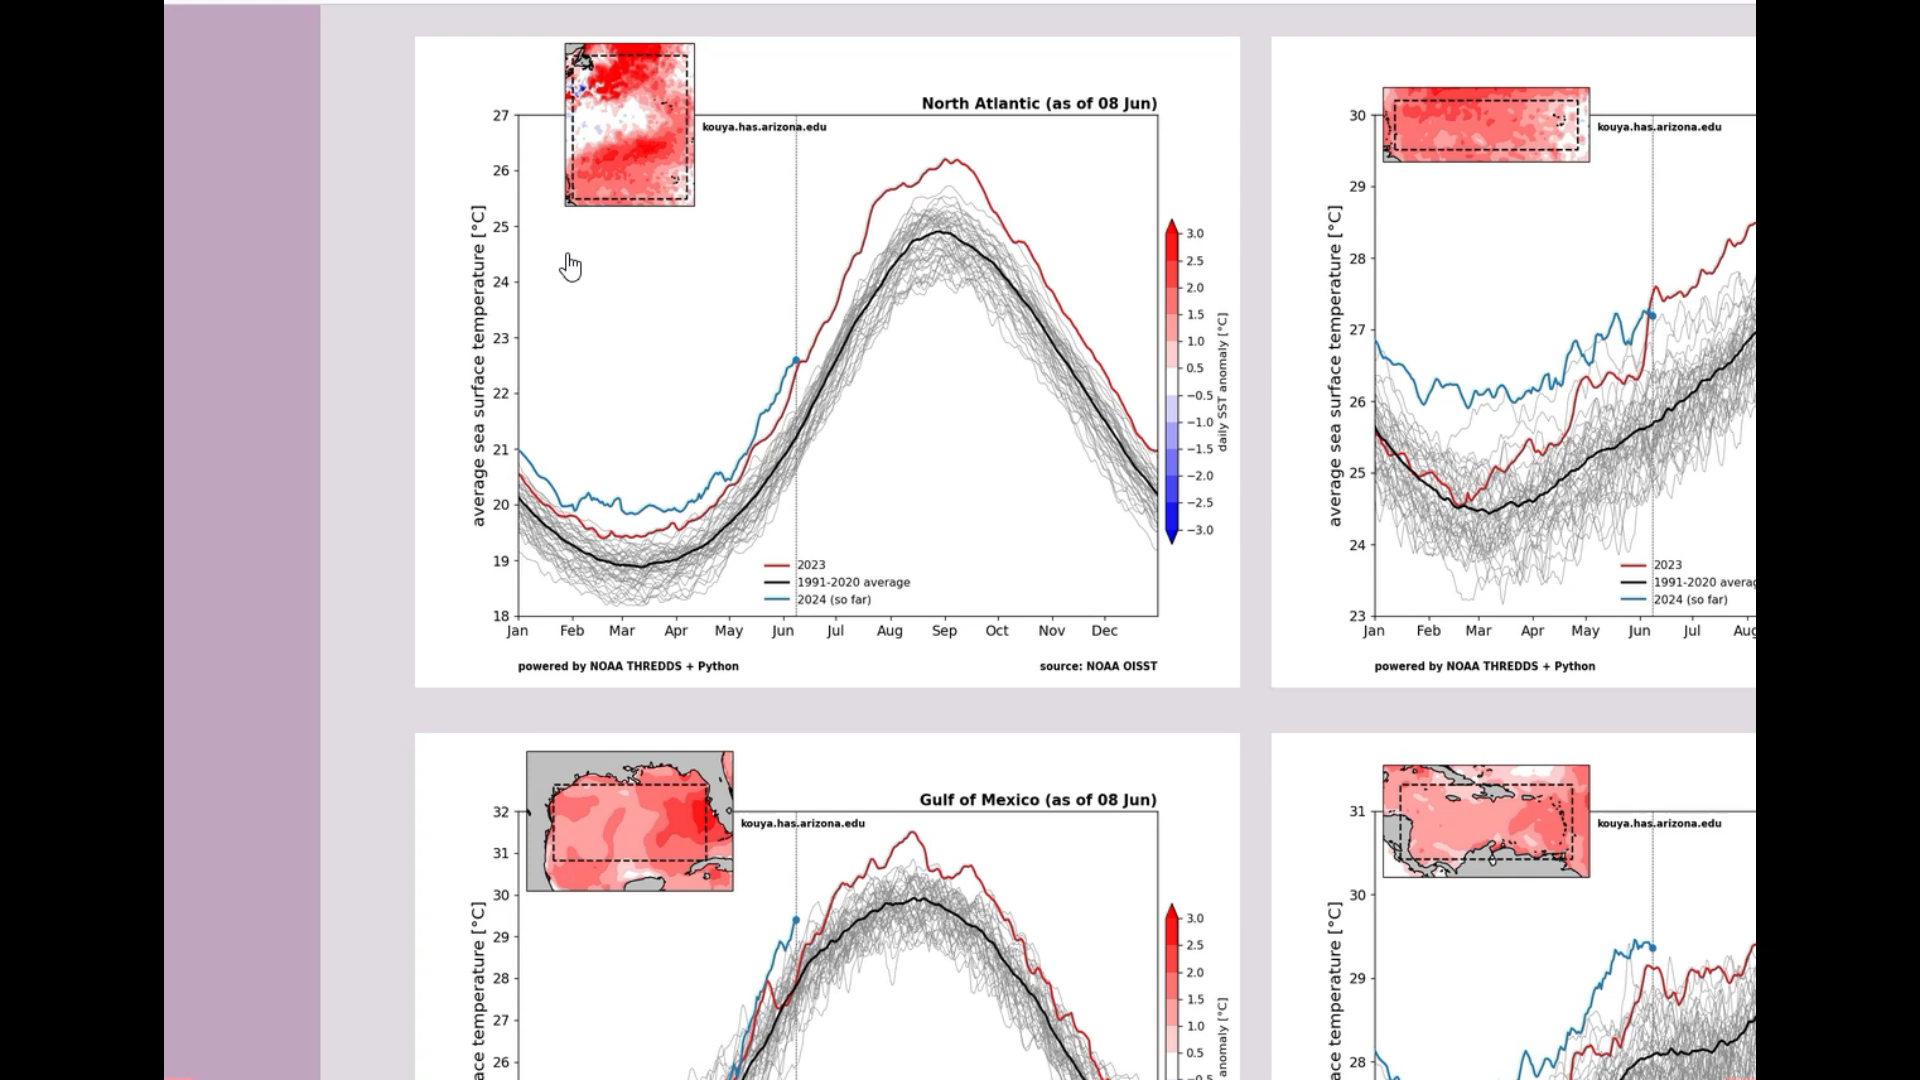 North Atlantic (as of 08 Jun)
kouya.has.arizona.edu
27
26
25
24
23
22
21
20
19
18
average sea surface temperature [°C]
Jan Feb Mar Apr May Jun Jul Aug Sep Oct Nov Dec
2023
1991-2020 average
2024 (so far)
3.0
2.5
2.0
1.5
1.0
0.5
−0.5
−1.0
−1.5
−2.0
−2.5
−3.0
daily SST anomaly [°C]
powered by NOAA THREDDS + Python
source: NOAA OISST
kouya.has.arizona.edu
30
29
28
27
26
25
24
23
average sea surface temperature [°C]
Jan Feb Mar Apr May Jun Jul Aug
2023
1991-2020 averag
2024 (so far)
powered by NOAA THREDDS + Python
Gulf of Mexico (as of 08 Jun)
kouya.has.arizona.edu
32
31
30
29
28
27
26
ace temperature [°C]
3.0
2.5
2.0
1.5
1.0
0.5
−0.5
anomaly [°C]
kouya.has.arizona.edu
31
30
29
28
ace temperature [°C]